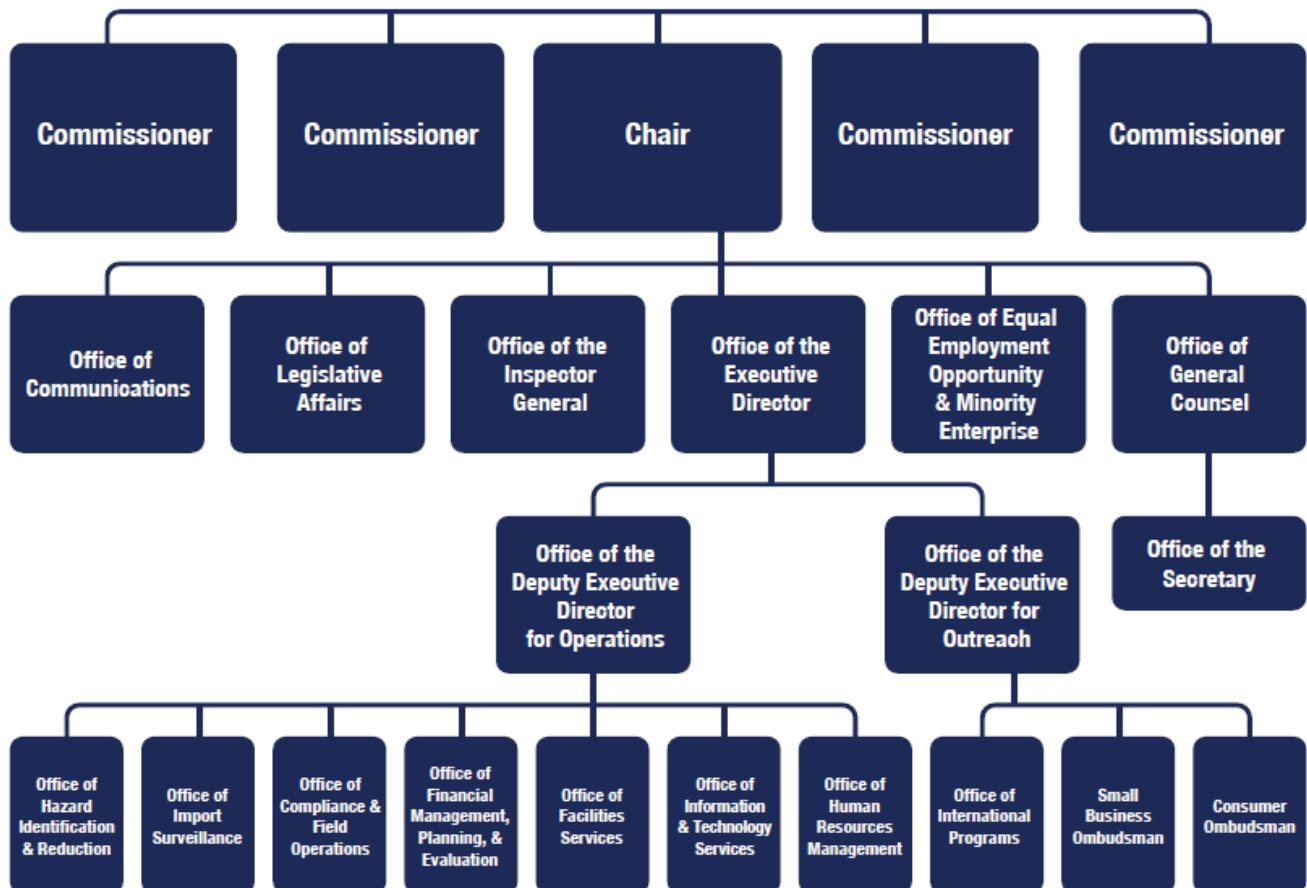 Commissioner
Commissioner
Chair
Commissioner
Commissioner
Office of
Communications
Office of
Legislative
Affairs
Office of the
Inspector
General
Office of the
Executive
Director
Office of Equal
Employment
Opportunity
& Minority
Enterprise
Office of
General
Counsel
Office of the
Deputy Executive
Director
for Operations
Office of the
Deputy Executive
Director for
Outreach
Office of the
Secretary
Office of
Hazard
Identification
& Reduction
Office of
Import
Surveillance
Office of
Compliance &
Field
Operations
Office of
Financial
Management,
Planning, &
Evaluation
Office of
Facilities
Services
Office of
Information
& Technology
Services
Office of
Human
Resources
Management
Office of
International
Programs
Small
Business
Ombudsman
Consumer
Ombudsman